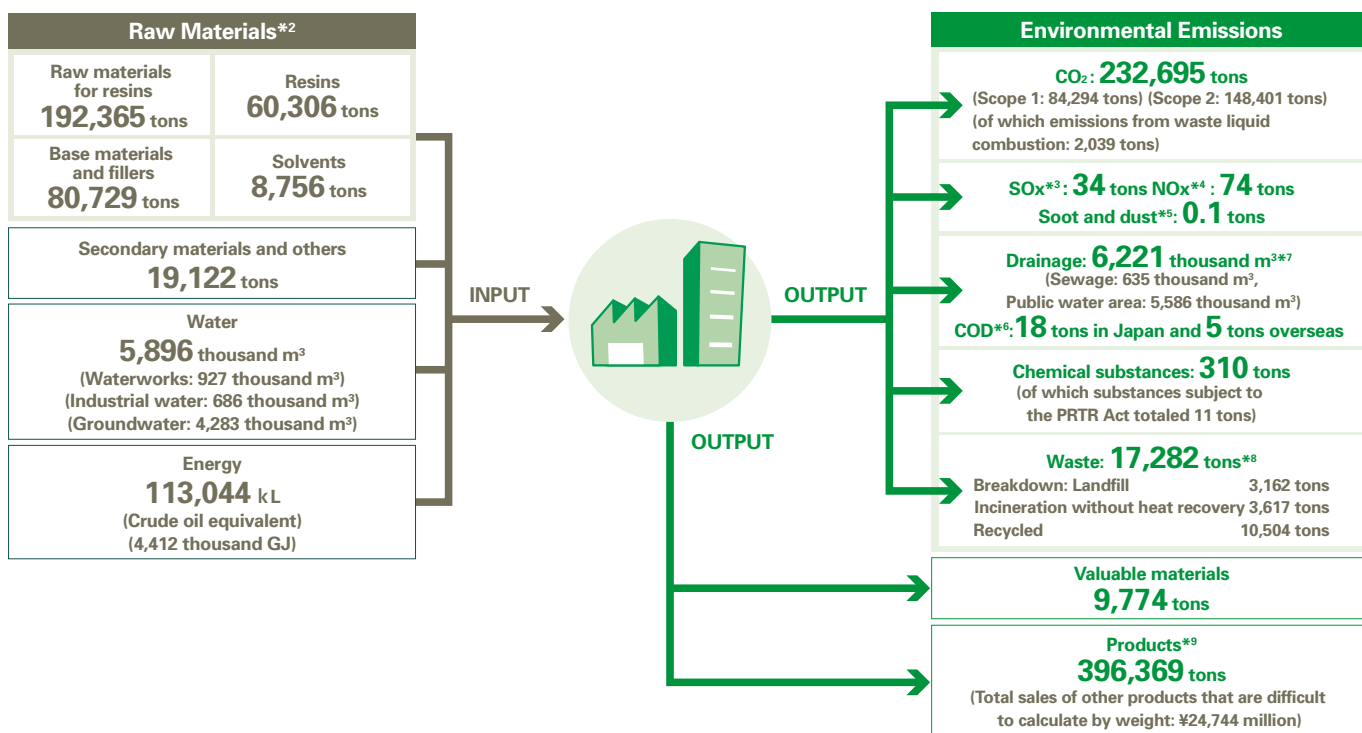 Raw Materials*2
Raw materials
for resins
192,365 tons
Resins
60,306 tons
Base materials
and fillers
80,729 tons
Solvents
8,756 tons
Secondary materials and others
19,122 tons
Water
5,896 thousand m³
(Waterworks: 927 thousand m³)
(Industrial water: 686 thousand m³)
(Groundwater: 4,283 thousand m³)
Energy
113,044 kL
(Crude oil equivalent)
(4,412 thousand GJ)
INPUT
OUTPUT
OUTPUT
Environmental Emissions
CO₂: 232,695 tons
(Scope 1: 84,294 tons) (Scope 2: 148,401 tons)
(of which emissions from waste liquid
combustion: 2,039 tons)
SOx*3: 34 tons NOx*4: 74 tons
Soot and dust*5: 0.1 tons
Drainage: 6,221 thousand m³*7
(Sewage: 635 thousand m³,
Public water area: 5,586 thousand m³)
COD*6: 18 tons in Japan and 5 tons overseas
Chemical substances: 310 tons
(of which substances subject to
the PRTR Act totaled 11 tons)
Waste: 17,282 tons*8
Breakdown: Landfill 3,162 tons
Incineration without heat recovery 3,617 tons
Recycled 10,504 tons
Valuable materials
9,774 tons
Products*9
396,369 tons
(Total sales of other products that are difficult
to calculate by weight: ¥24,744 million)